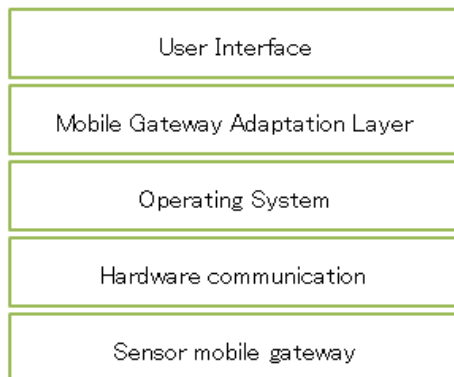 User Interface
Mobile Gateway Adaptation Layer
Operating System
Hardware communication
Sensor mobile gateway